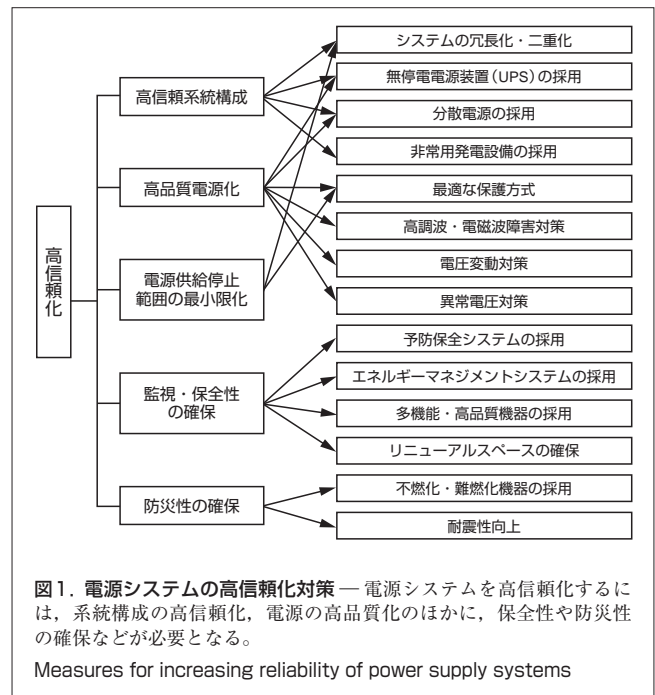 高信頼化
高信頼系統構成
高品質電源化
電源供給停止
範囲の最小限化
監視・保全性
の確保
防災性の確保
システムの冗長化・二重化
無停電電源装置(UPS)の採用
分散電源の採用
非常用発電設備の採用
最適な保護方式
高調波・電磁波障害対策
電圧変動対策
異常電圧対策
予防保全システムの採用
エネルギーマネジメントシステムの採用
多機能・高品質機器の採用
リニューアルスペースの確保
不燃化・難燃化機器の採用
耐震性向上
図1. 電源システムの高信頼化対策 — 電源システムを高信頼化するに
は，系統構成の高信頼化，電源の高品質化のほかに，保全性や防災性
の確保などが必要となる。
Measures for increasing reliability of power supply systems